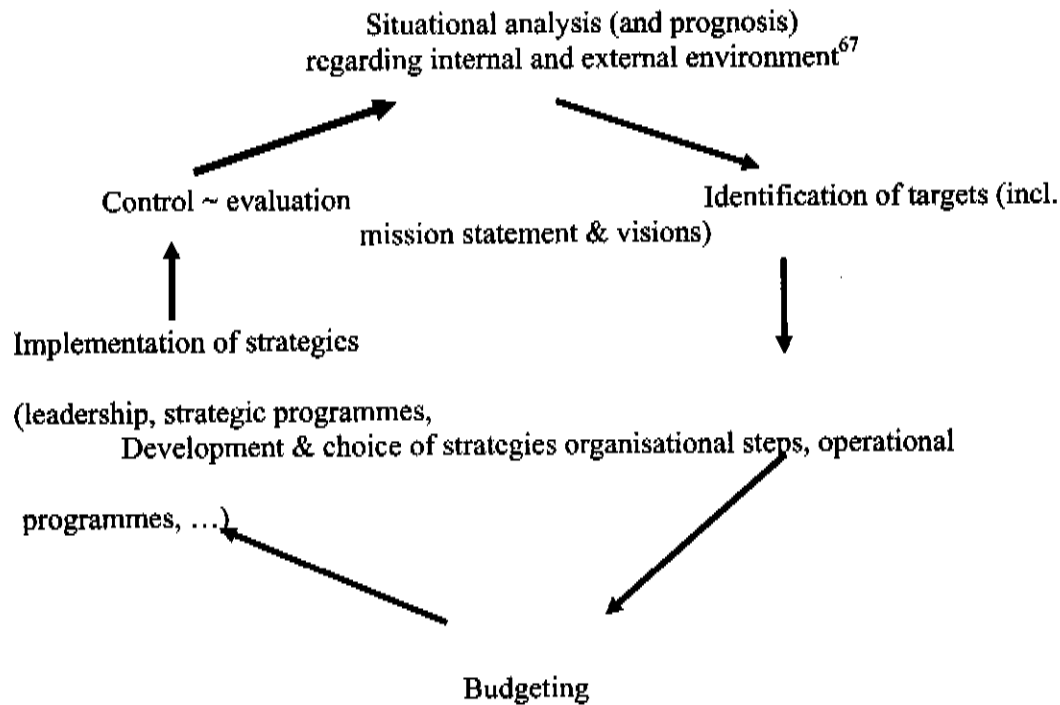 Situational analysis (and prognosis)
regarding internal and external environment67
Control ~ evaluation
Identification of targets (incl.
mission statement & visions)
Implementation of strategies
(leadership, strategic programmes,
Development & choice of strategies organisational steps, operational
programmes, …)
Budgeting